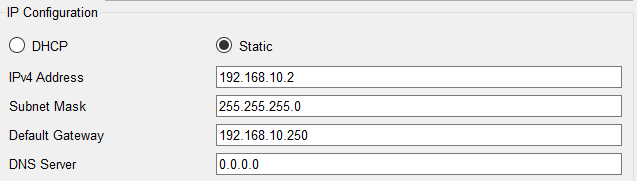 IP Configuration
DHCP Static
IPv4 Address 192.168.10.2
Subnet Mask 255.255.255.0
Default Gateway 192.168.10.250
DNS Server 0.0.0.0